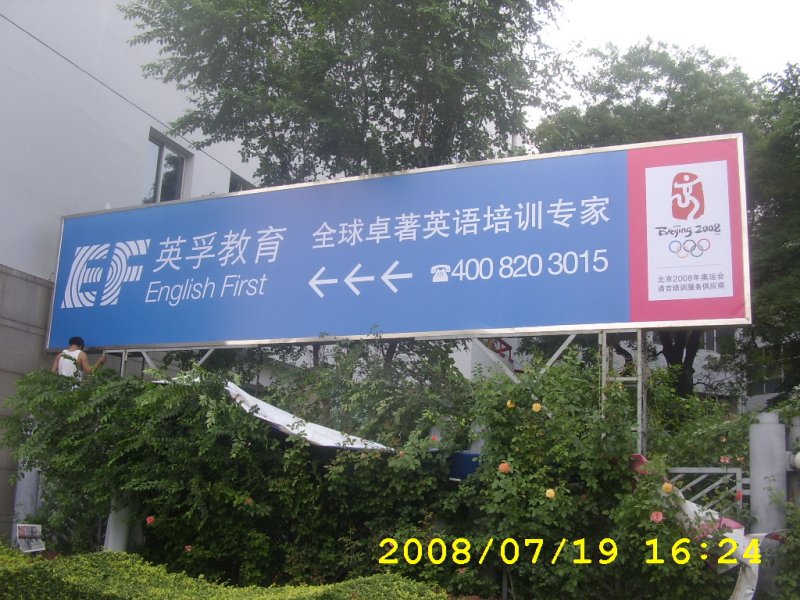 EF
英孚教育
English First
全球卓著英语培训专家
←←← ☎400 820 3015
Beijing 2008
北京2008年奥运会
语言培训服务供应商
2008/07/19 16:24